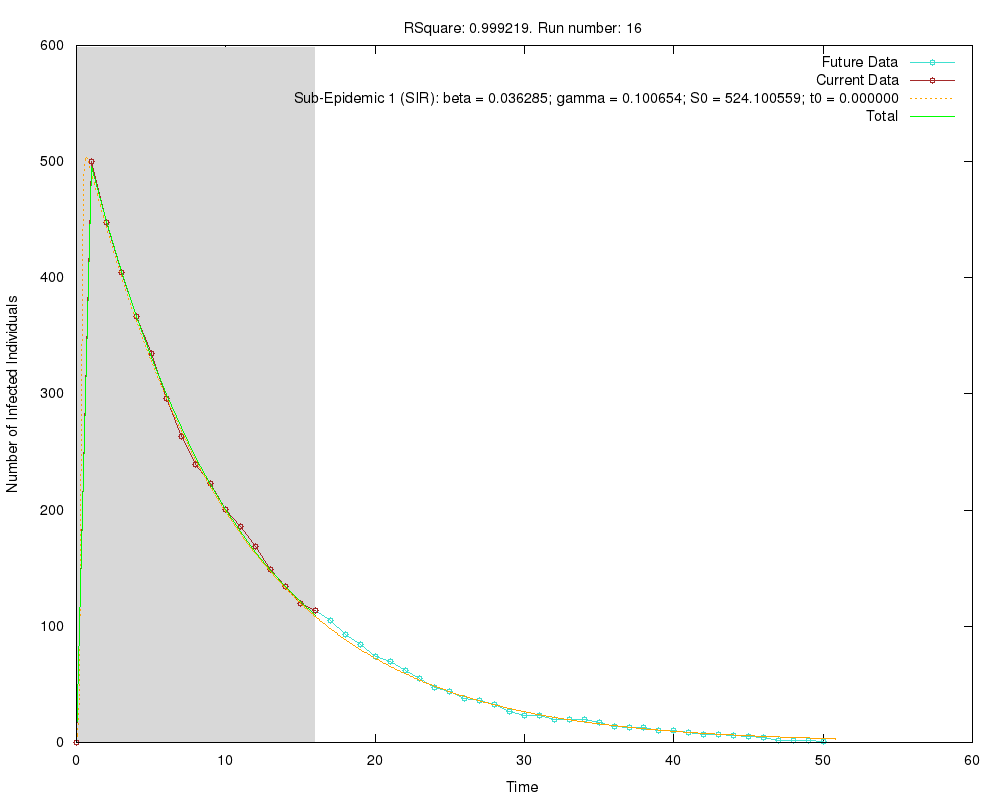 RSquare: 0.999219. Run number: 16
600
500
400
300
200
100
0
Number of Infected Individuals
Future Data
Current Data
Sub-Epidemic 1 (SIR): beta = 0.036285; gamma = 0.100654; S0 = 524.100559; t0 = 0.000000
Total
0 10 20 30 40 50 60
Time